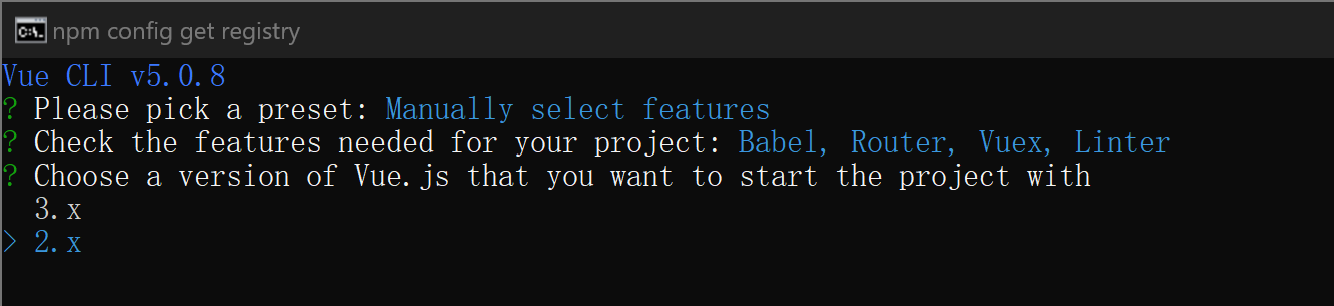 npm config get registry
Vue CLI v5.0.8
? Please pick a preset: Manually select features
? Check the features needed for your project: Babel, Router, Vuex, Linter
? Choose a version of Vue.js that you want to start the project with
3.x
> 2.x